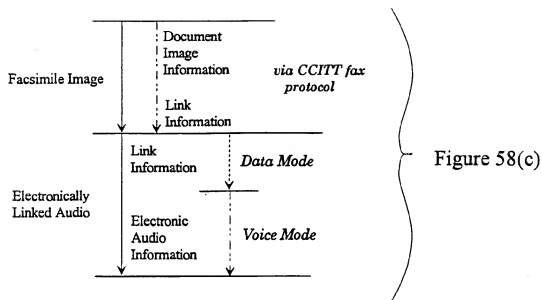 Document
Image
Information
via CCITT fax
protocol
Facsimile Image
Link
Information
Link
Information
Data Mode
Figure 58(c)
Electronically
Linked Audio
Electronic
Audio
Information
Voice Mode